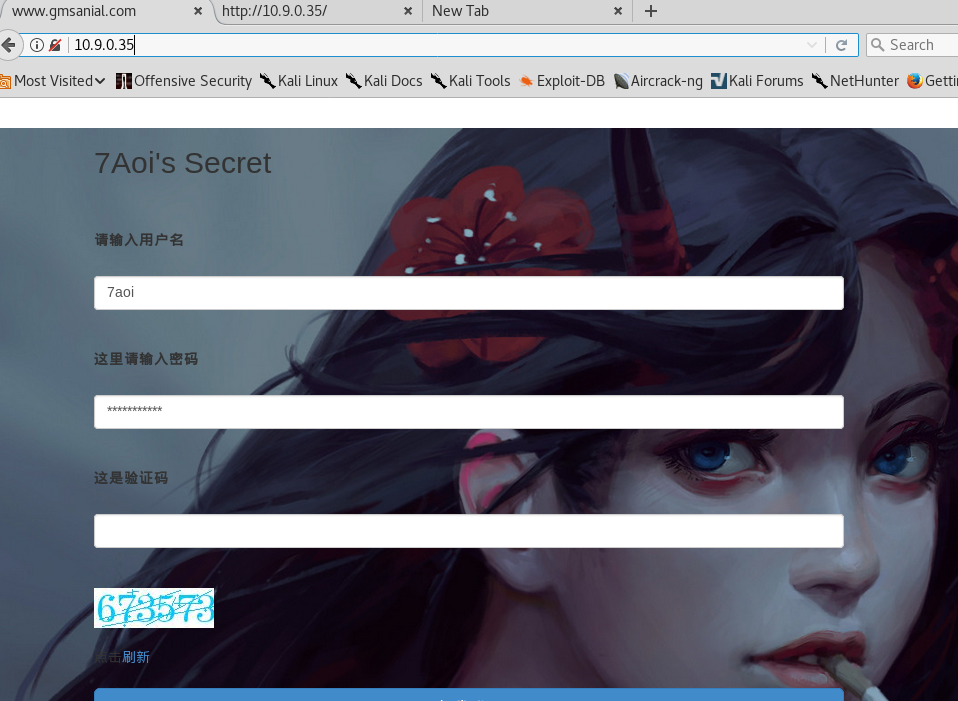 www.gmsanial.com
http://10.9.0.35/
New Tab
10.9.0.35
Search
Most Visited
Offensive Security
Kali Linux
Kali Docs
Kali Tools
Exploit-DB
Aircrack-ng
Kali Forums
NetHunter
Getti
7Aoi's Secret
请输入用户名
7aoi
这里请输入密码
***********
这是验证码
673573
点击刷新